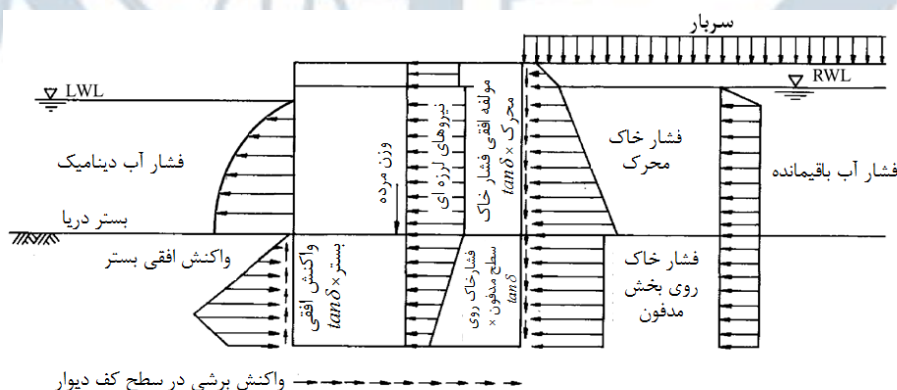 سربار
LWL
RWL
فشار آب دینامیک
وزن مرده
نیروهای لرزه ای
مولفه افقی فشار خاک
محرک × tanδ
فشار خاک
محرک
فشار آب باقیمانده
بستر دریا
واکنش افقی بستر
واکنش افقی
بستر × tanδ
فشارخاک روی
سطح مدفون ×
tanδ
فشار خاک
روی بخش
مدفون
واکنش برشی در سطح کف دیوار